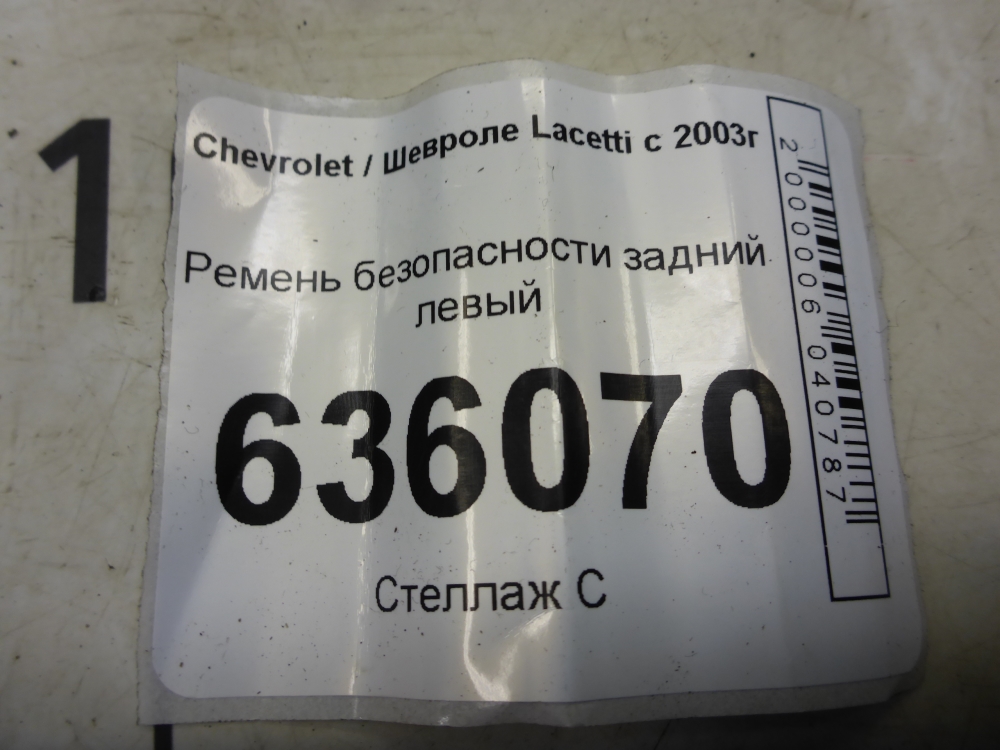 1
Chevrolet / Шевроле Lacetti с 2003г
Ремень безопасности задний
левый
636070
Стеллаж С
2000006040787